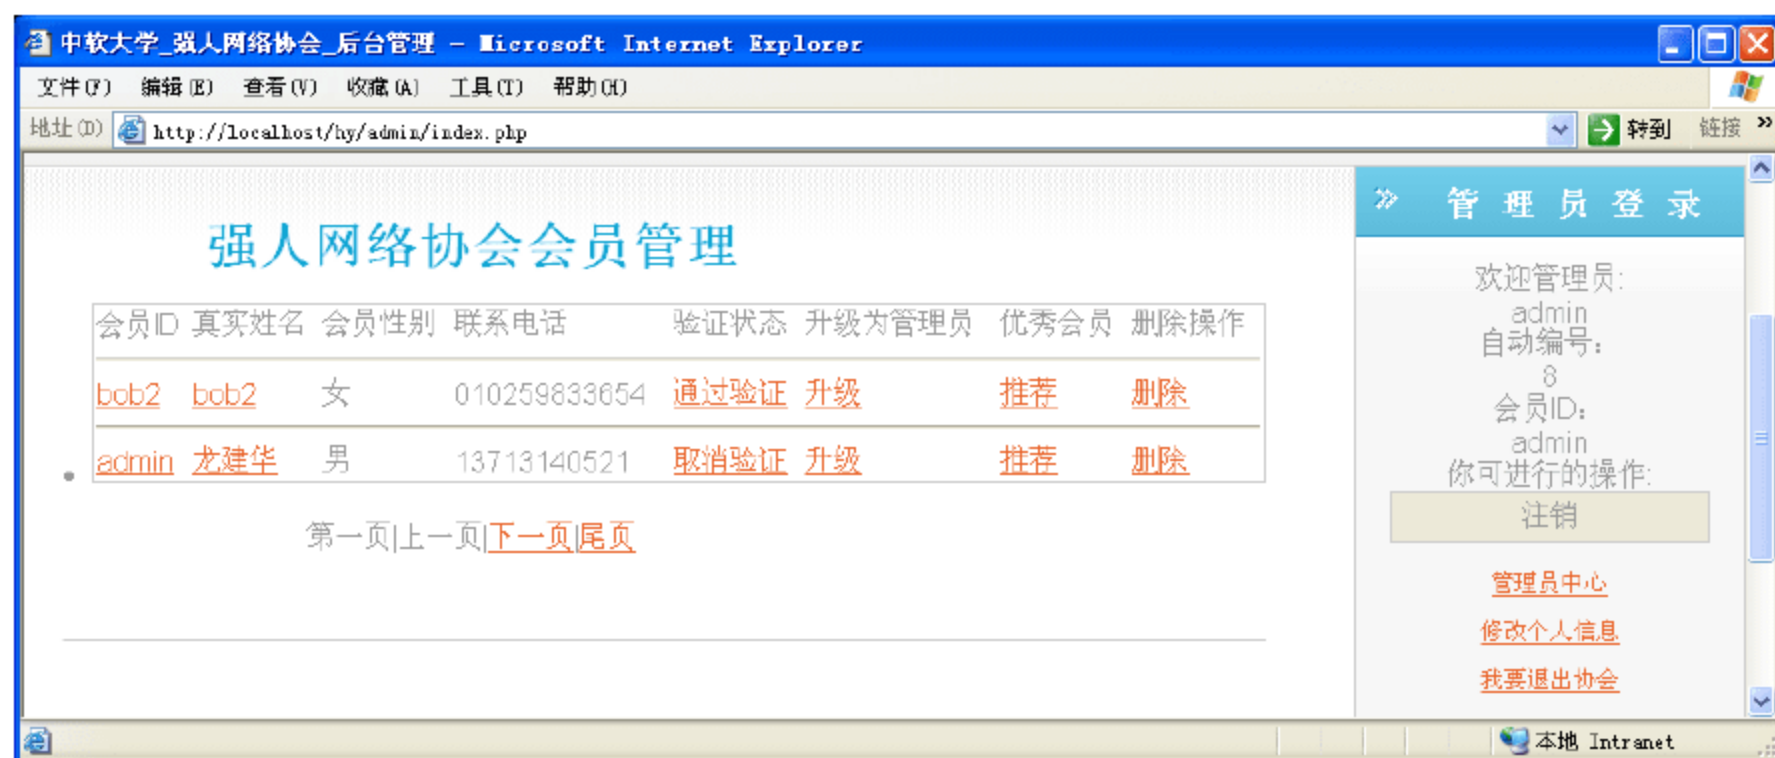 中软大学_强人网络协会_后台管理 - Microsoft Internet Explorer
文件(F) 编辑(E) 查看(V) 收藏(A) 工具(T) 帮助(H)
地址(D) http://localhost/hy/admin/index.php 转到 链接 »
» 管理员登录
强人网络协会会员管理
欢迎管理员:
admin
自动编号:
8
会员ID:
admin
你可进行的操作:
注销
管理员中心
修改个人信息
我要退出协会
会员ID 真实姓名 会员性别 联系电话 验证状态 升级为管理员 优秀会员 删除操作
bob2 bob2 女 010259833654 通过验证 升级 推荐 删除
admin 龙建华 男 13713140521 取消验证 升级 推荐 删除
第一页|上一页|下一页|尾页
本地 Intranet